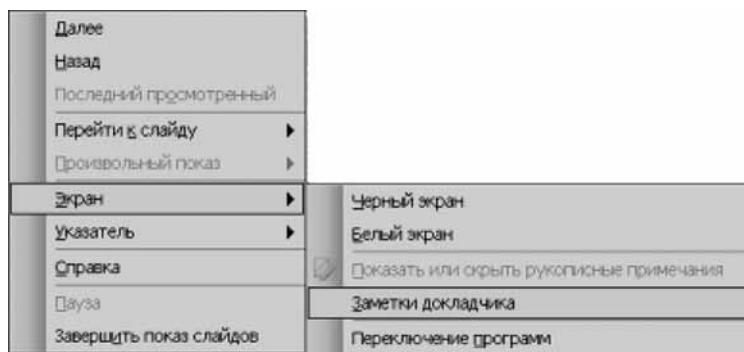 Далее
Назад
Последний просмотренный
Перейти к слайду
Произвольный показ
Экран
Указатель
Справка
Пауза
Завершить показ слайдов
Черный экран
Белый экран
Показать или скрыть рукописные примечания
Заметки докладчика
Переключение программ